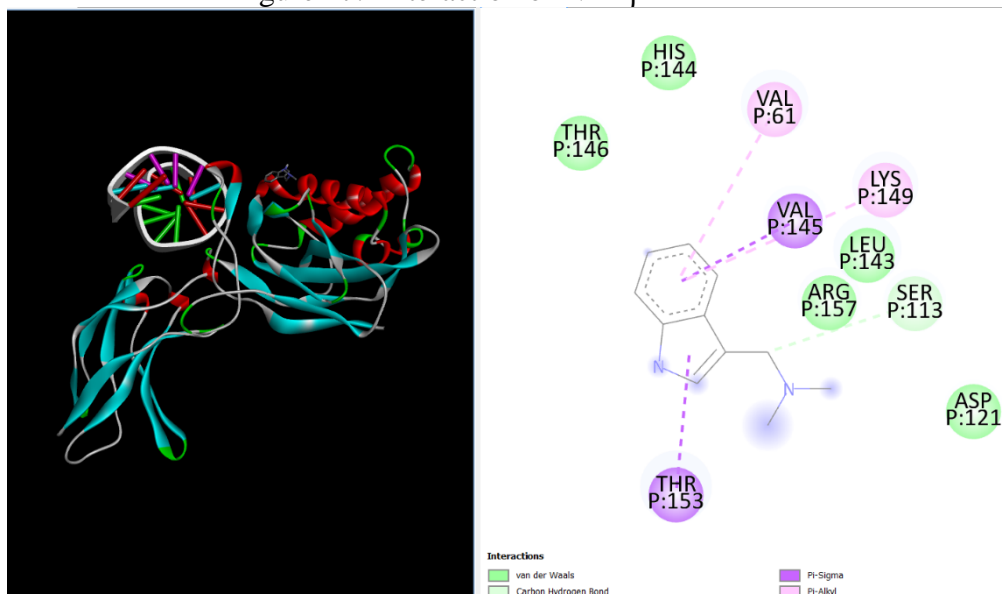 HIS
P:144
VAL
P:61
THR
P:146
LYS
P:149
VAL
P:145
LEU
P:143
ARG
P:157
SER
P:113
N
N
ASP
P:121
THR
P:153
Interactions
van der Waals
Pi-Sigma
Carbon Hydrogen Bond
Pi-Alkyl